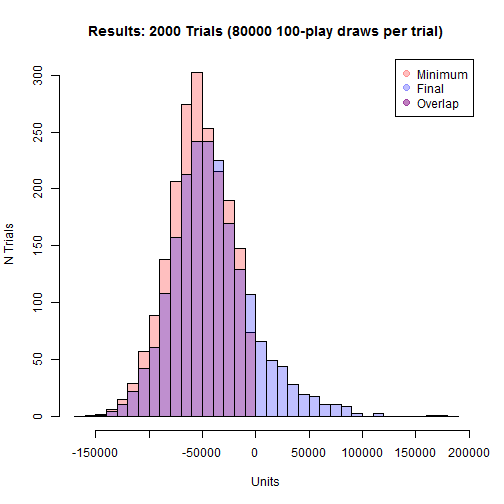 Results: 2000 Trials (80000 100-play draws per trial)
Minimum
Final
Overlap
300
250
200
150
100
50
0
N Trials
-150000 -50000 0 50000 100000 150000 200000
Units